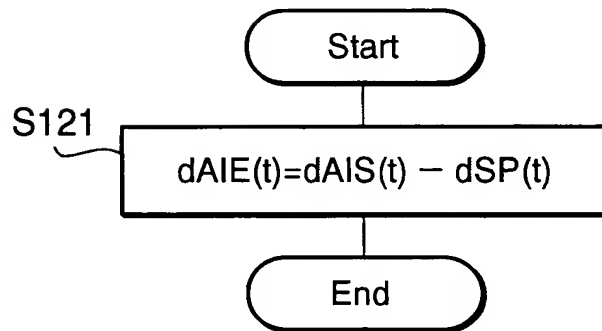 Start
S121
dAIE(t)=dAIS(t) − dSP(t)
End